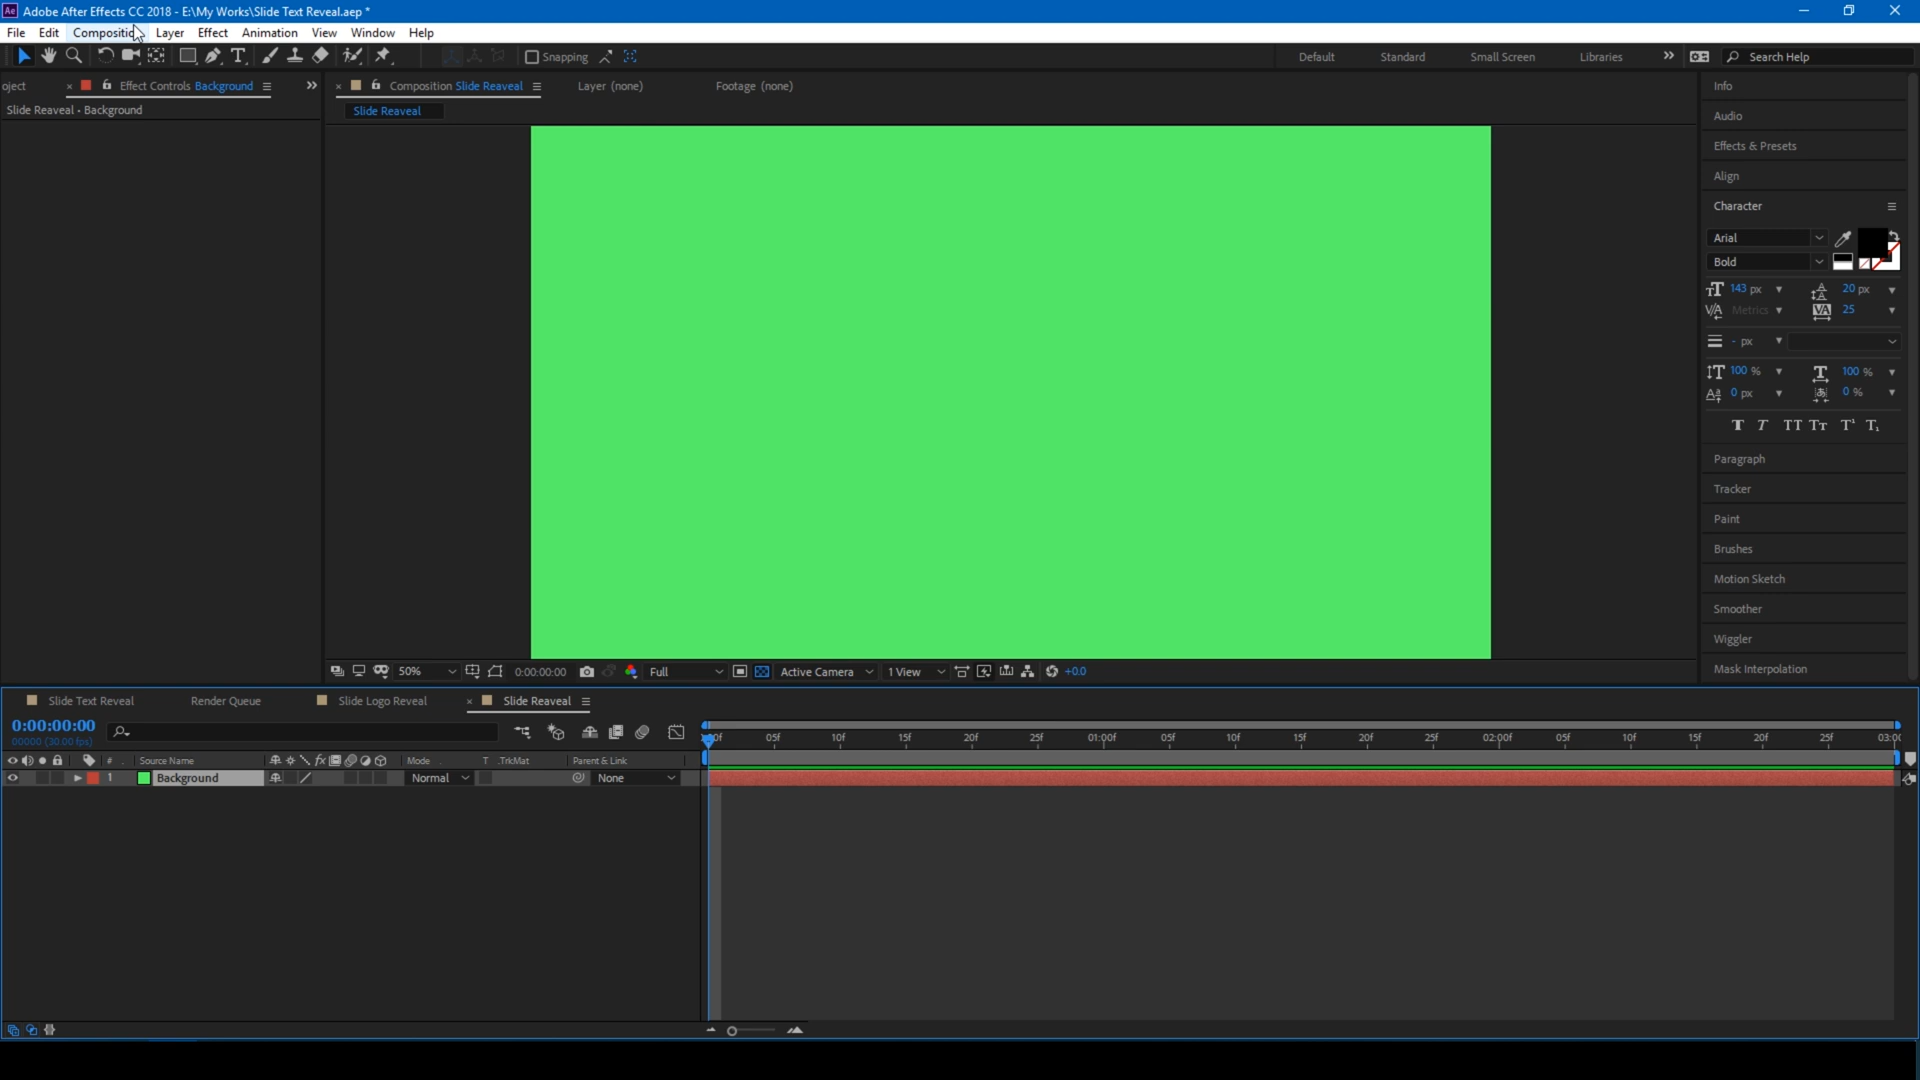 Ae Adobe After Effects CC 2018 - E:\My Works\Slide Text Reveal.aep *
File Edit Composition Layer Effect Animation View Window Help
Snapping Default Standard Small Screen Libraries Search Help
oject Effect Controls Background
Composition Slide Reaveal Layer (none) Footage (none)
Slide Reaveal • Background
Slide Reaveal
Info
Audio
Effects & Presets
Align
Character
Arial
Bold
143 px 20 px
Metrics 25
- px
100 % 100 %
0 px 0 %
Paragraph
Tracker
Paint
Brushes
Motion Sketch
Smoother
Wiggler
Mask Interpolation
50% 0:00:00:00 Full Active Camera 1 View +0.0
Slide Text Reveal Render Queue Slide Logo Reveal Slide Reaveal
0:00:00:00
00000 (30.00 fps)
05f 10f 15f 20f 25f 01:00f 05f 10f 15f 20f 25f 02:00f 05f 10f 15f 20f 25f 03:0
# Source Name Mode T .TrkMat Parent & Link
1 Background Normal None